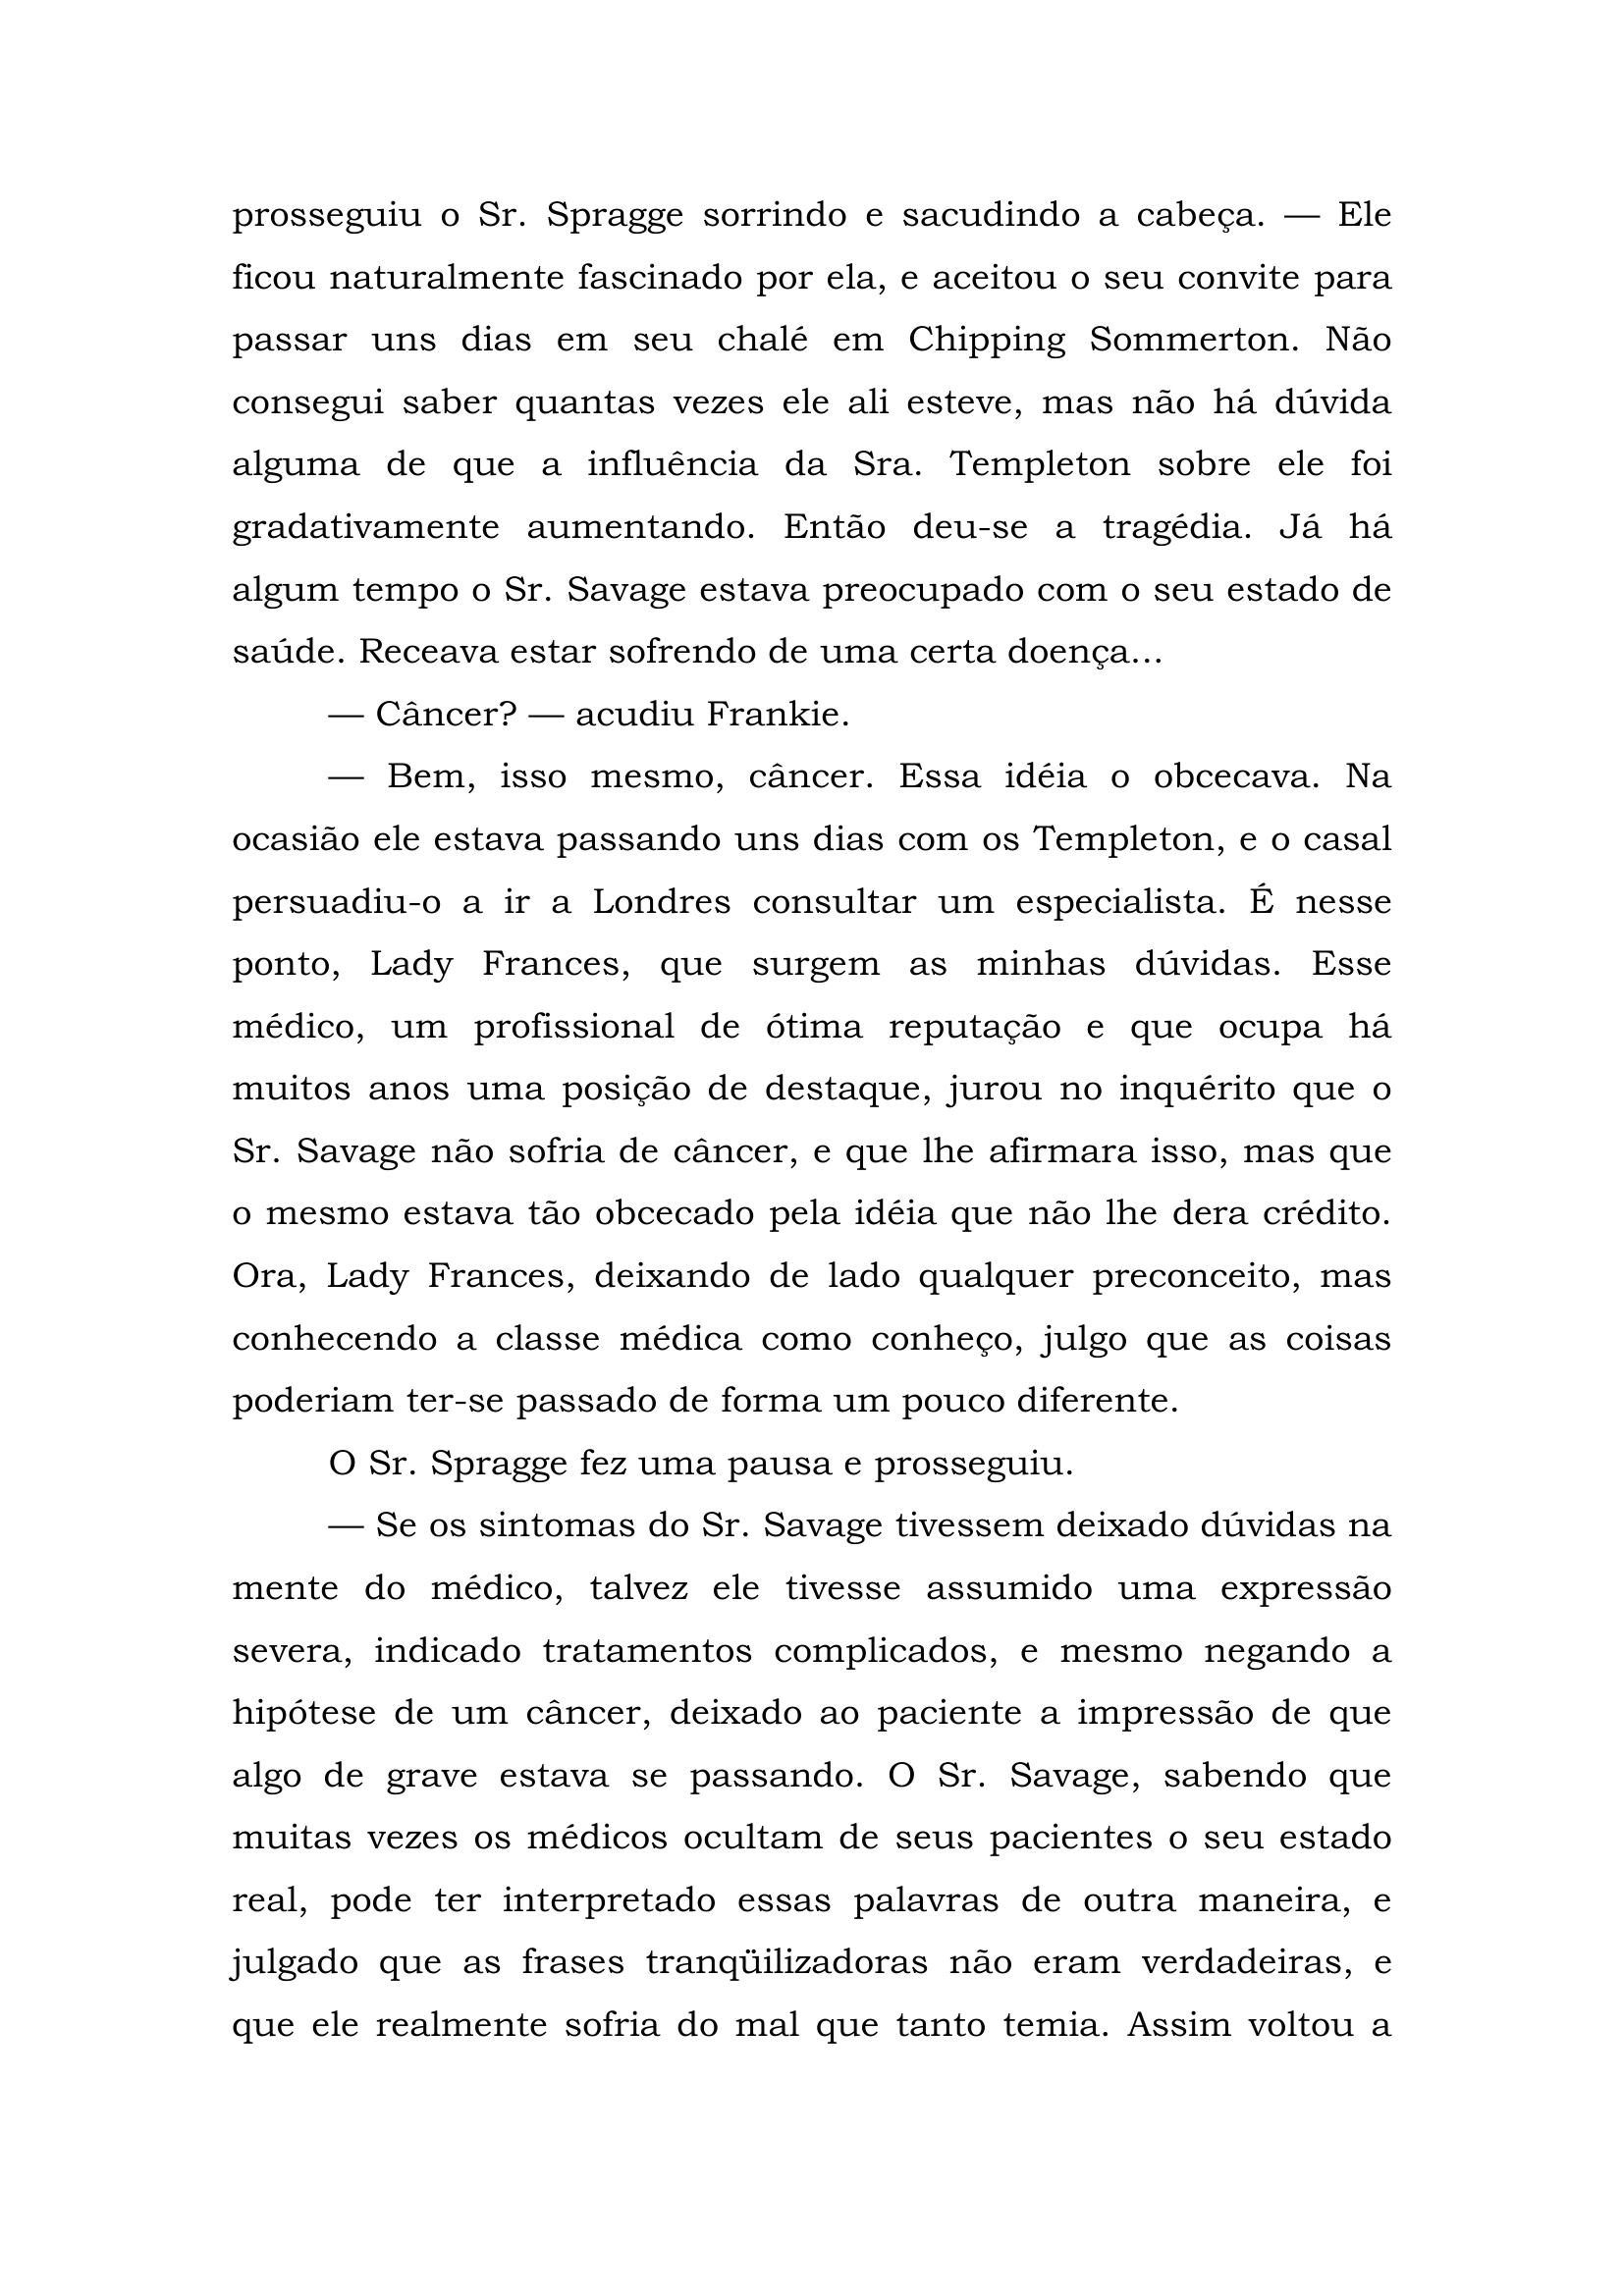 prosseguiu o Sr. Spragge sorrindo e sacudindo a cabeça. — Ele
ficou naturalmente fascinado por ela, e aceitou o seu convite para
passar uns dias em seu chalé em Chipping Sommerton. Não
consegui saber quantas vezes ele ali esteve, mas não há dúvida
alguma de que a influência da Sra. Templeton sobre ele foi
gradativamente aumentando. Então deu-se a tragédia. Já há
algum tempo o Sr. Savage estava preocupado com o seu estado de
saúde. Receava estar sofrendo de uma certa doença...
— Câncer? — acudiu Frankie.
— Bem, isso mesmo, câncer. Essa idéia o obcecava. Na
ocasião ele estava passando uns dias com os Templeton, e o casal
persuadiu-o a ir a Londres consultar um especialista. É nesse
ponto, Lady Frances, que surgem as minhas dúvidas. Esse
médico, um profissional de ótima reputação e que ocupa há
muitos anos uma posição de destaque, jurou no inquérito que o
Sr. Savage não sofria de câncer, e que lhe afirmara isso, mas que
o mesmo estava tão obcecado pela idéia que não lhe dera crédito.
Ora, Lady Frances, deixando de lado qualquer preconceito, mas
conhecendo a classe médica como conheço, julgo que as coisas
poderiam ter-se passado de forma um pouco diferente.
O Sr. Spragge fez uma pausa e prosseguiu.
— Se os sintomas do Sr. Savage tivessem deixado dúvidas na
mente do médico, talvez ele tivesse assumido uma expressão
severa, indicado tratamentos complicados, e mesmo negando a
hipótese de um câncer, deixado ao paciente a impressão de que
algo de grave estava se passando. O Sr. Savage, sabendo que
muitas vezes os médicos ocultam de seus pacientes o seu estado
real, pode ter interpretado essas palavras de outra maneira, e
julgado que as frases tranqüilizadoras não eram verdadeiras, e
que ele realmente sofria do mal que tanto temia. Assim voltou a